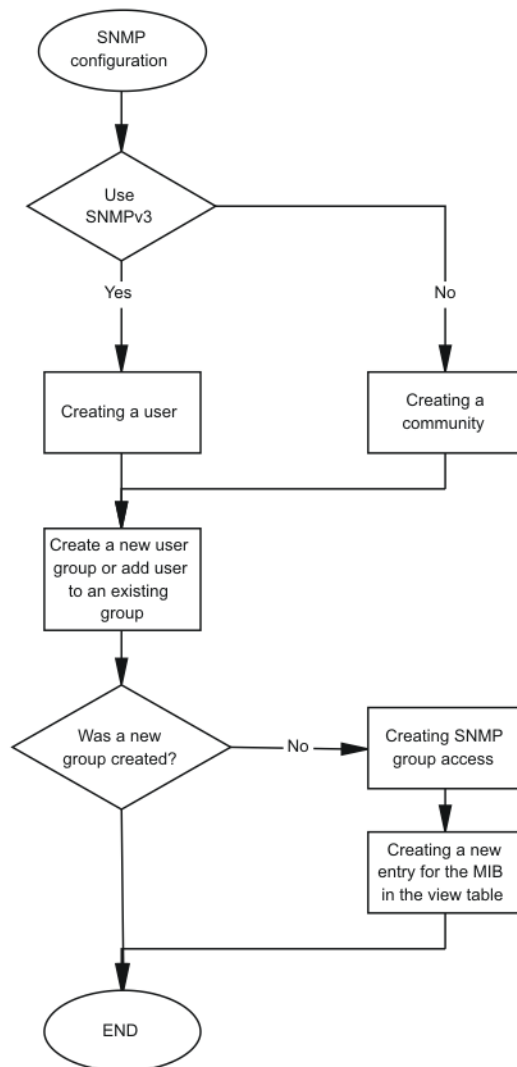 SNMP
configuration
Use
SNMPv3
Yes
No
Creating a user
Creating a
community
Create a new user
group or add user
to an existing
group
Was a new
group created?
No
Creating SNMP
group access
Creating a new
entry for the MIB
in the view table
END